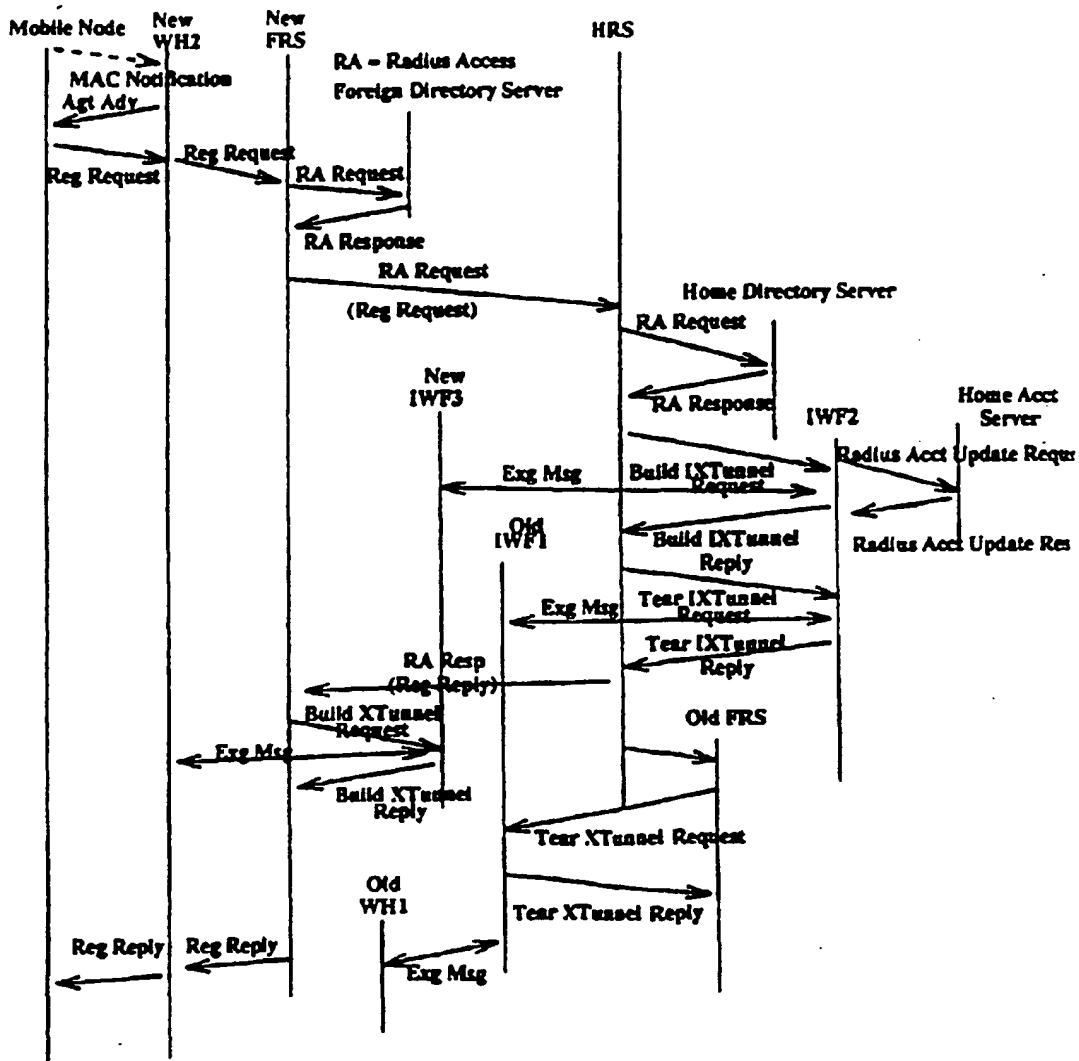 Mobile Node
New
WH2
New
FRS
HRS
RA – Radius Access
Foreign Directory Server
MAC Notification
Agt Adv
Reg Request
Reg Request
RA Request
RA Response
RA Request
(Reg Request)
Home Directory Server
RA Request
RA Response
New
IWF3
IWF2
Home Acct
Server
Radius Acct Update Reque
Exg Msg
Build IXTunnel
Request
Old
IWF1
Build IXTunnel
Reply
Radius Acct Update Res
Exg Msg
Tear IXTunnel
Request
Tear IXTunnel
Reply
RA Resp
(Reg Reply)
Build XTunnel
Request
Old FRS
Exg Msg
Build XTunnel
Reply
Tear XTunnel Request
Old
WH1
Tear XTunnel Reply
Reg Reply
Reg Reply
Exg Msg